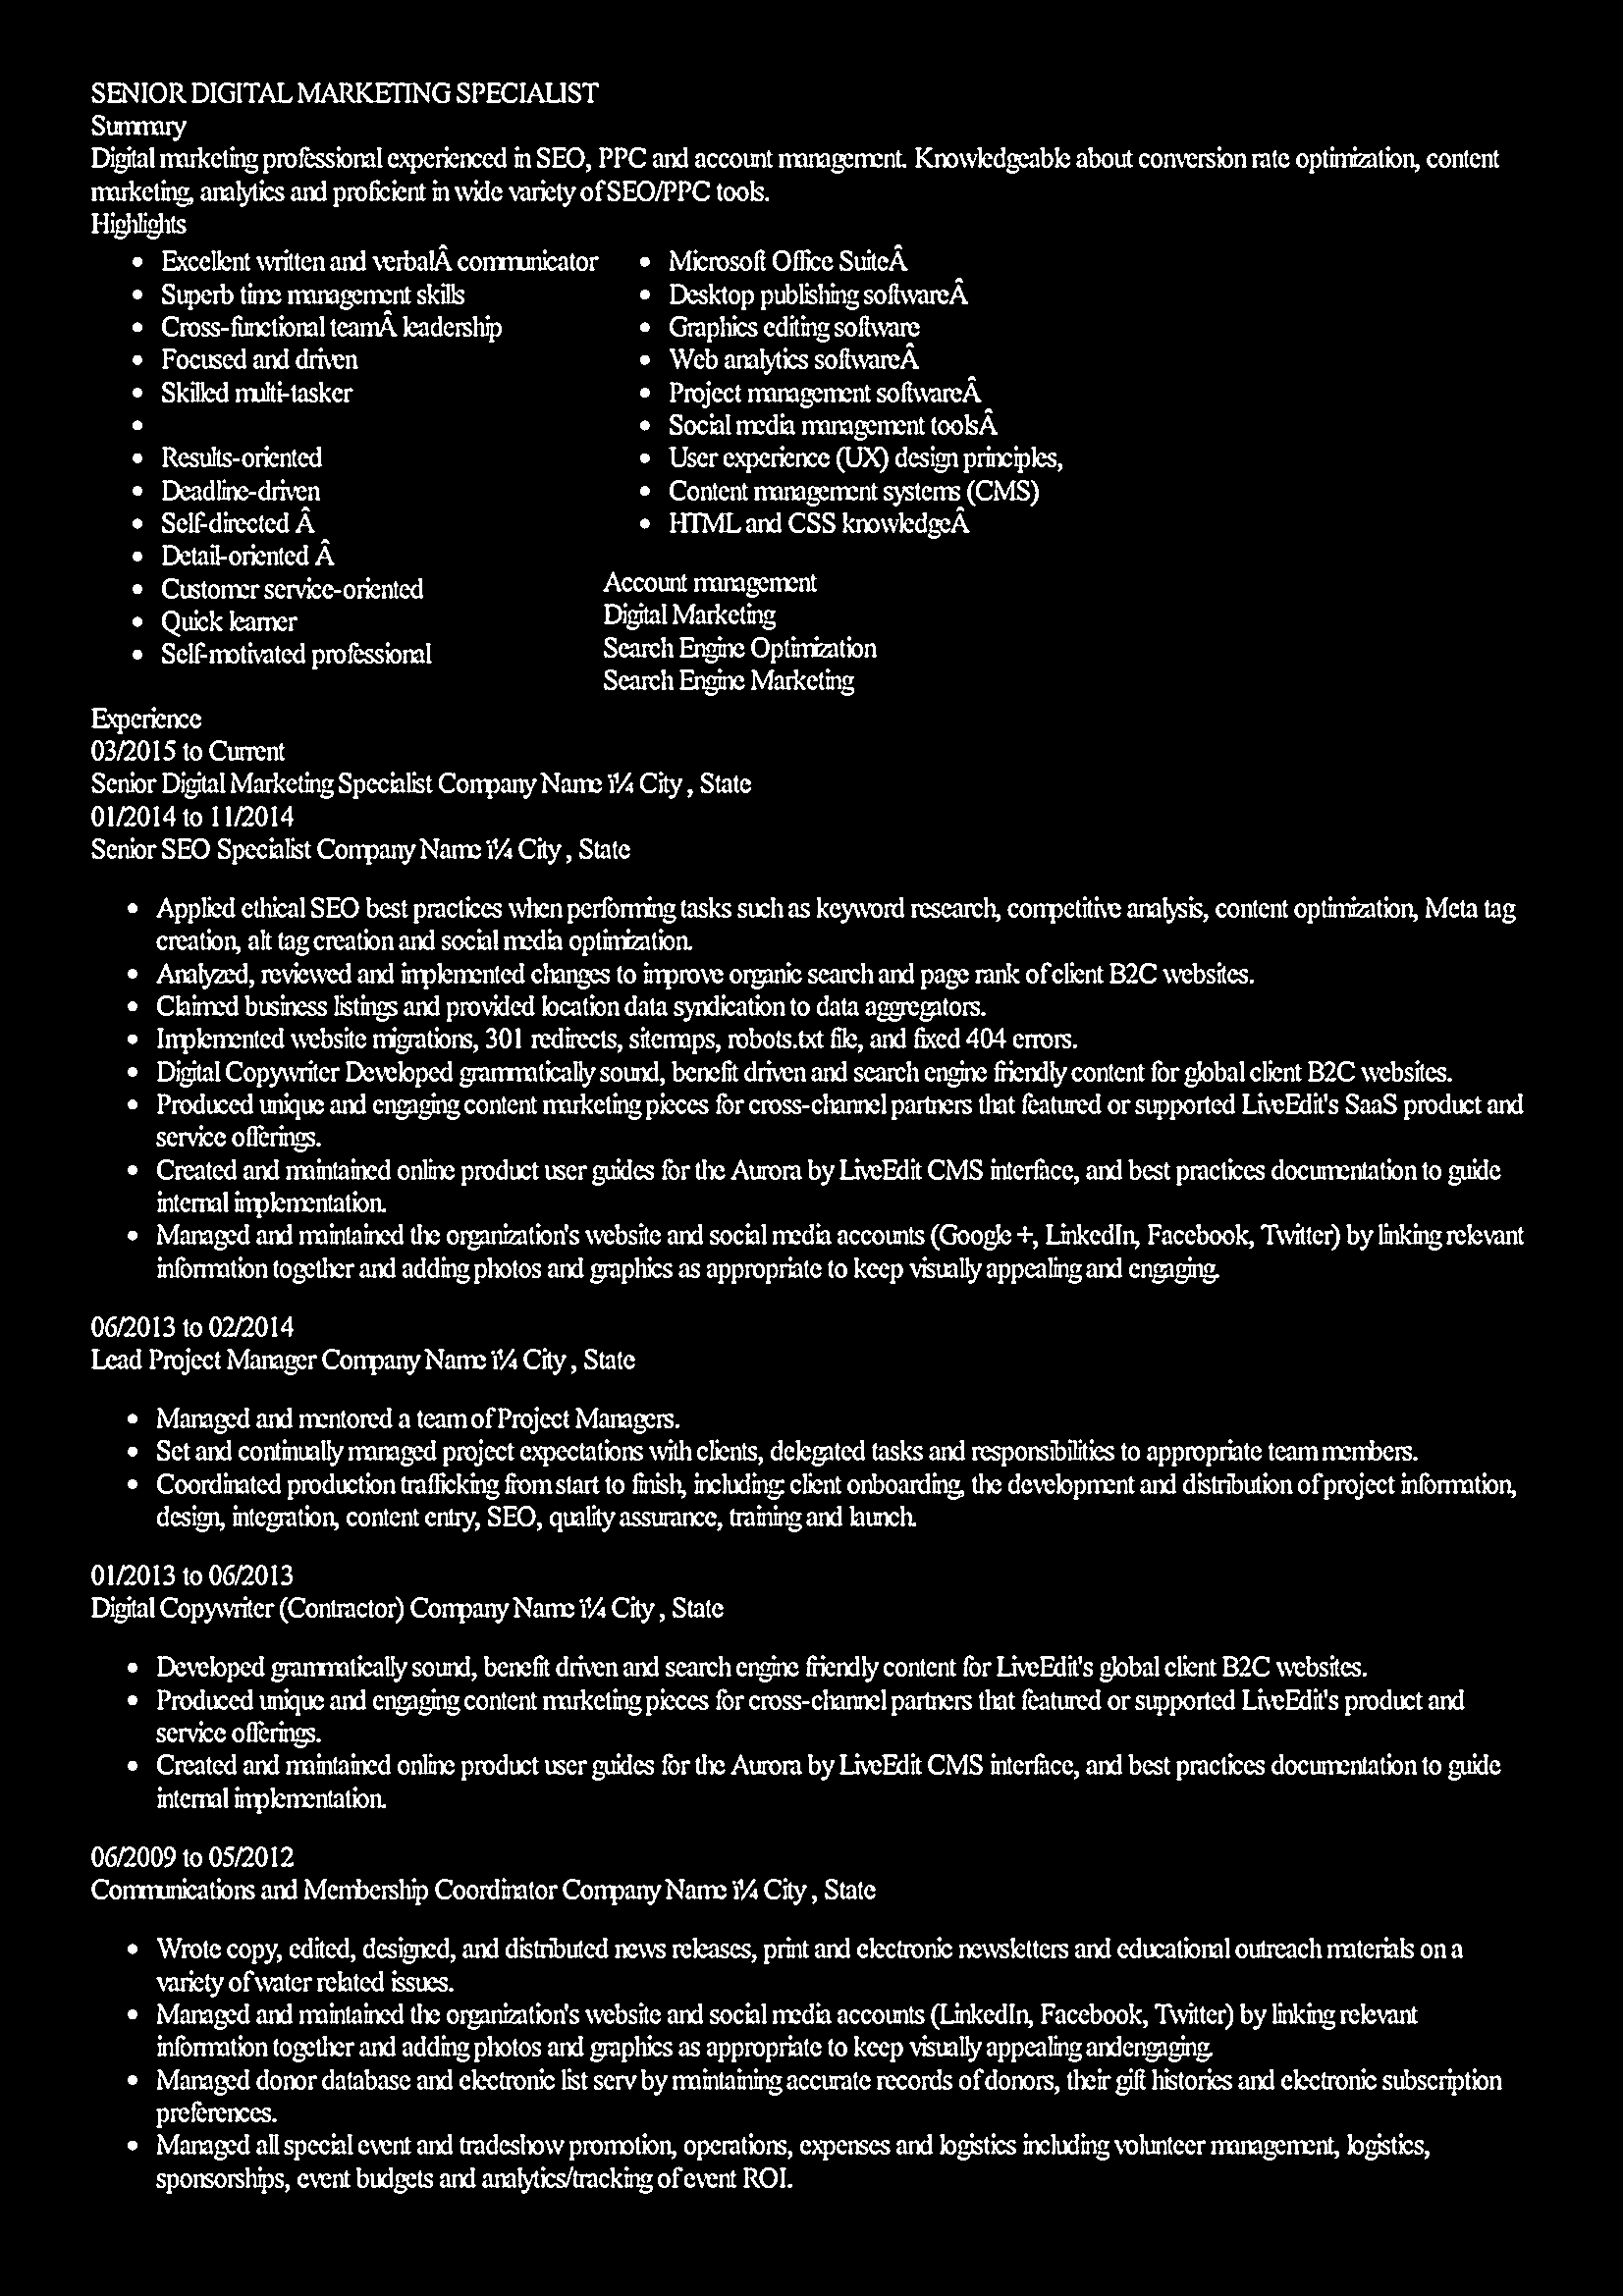 SENIOR DIGITAL MARKETING SPECIALIST
Summary
Digital marketing professional experienced in SEO, PPC and account management. Knowledgeable about conversion rate optimization, content
marketing, analytics and proficient in wide variety of SEO/PPC tools.
Highlights
Excellent written and verbalÂ communicator
Superb time management skills
Cross-functional teamÂ leadership
Focused and driven
Skilled multi-tasker
Results-oriented
Deadline-driven
Self-directed Â
Detail-oriented Â
Customer service-oriented
Quick learner
Self-motivated professional
Microsoft Office SuiteÂ
Desktop publishing softwareÂ
Graphics editing software
Web analytics softwareÂ
Project management softwareÂ
Social media management toolsÂ
User experience (UX) design principles,
Content management systems (CMS)
HTML and CSS knowledgeÂ
Account management
Digital Marketing
Search Engine Optimization
Search Engine Marketing
Experience
03/2015 to Current
Senior Digital Marketing Specialist Company Name ï¼ City , State
01/2014 to 11/2014
Senior SEO Specialist Company Name ï¼ City , State
Applied ethical SEO best practices when performing tasks such as keyword research, competitive analysis, content optimization, Meta tag
creation, alt tag creation and social media optimization.
Analyzed, reviewed and implemented changes to improve organic search and page rank of client B2C websites.
Claimed business listings and provided location data syndication to data aggregators.
Implemented website migrations, 301 redirects, sitemaps, robots.txt file, and fixed 404 errors.
Digital Copywriter Developed grammatically sound, benefit driven and search engine friendly content for global client B2C websites.
Produced unique and engaging content marketing pieces for cross-channel partners that featured or supported LiveEdit's SaaS product and
service offerings.
Created and maintained online product user guides for the Aurora by LiveEdit CMS interface, and best practices documentation to guide
internal implementation.
Managed and maintained the organization's website and social media accounts (Google +, LinkedIn, Facebook, Twitter) by linking relevant
information together and adding photos and graphics as appropriate to keep visually appealing and engaging.
06/2013 to 02/2014
Lead Project Manager Company Name ï¼ City , State
Managed and mentored a team of Project Managers.
Set and continually managed project expectations with clients, delegated tasks and responsibilities to appropriate team members.
Coordinated production trafficking from start to finish, including: client onboarding, the development and distribution of project information,
design, integration, content entry, SEO, quality assurance, training and launch.
01/2013 to 06/2013
Digital Copywriter (Contractor) Company Name ï¼ City , State
Developed grammatically sound, benefit driven and search engine friendly content for LiveEdit's global client B2C websites.
Produced unique and engaging content marketing pieces for cross-channel partners that featured or supported LiveEdit's product and
service offerings.
Created and maintained online product user guides for the Aurora by LiveEdit CMS interface, and best practices documentation to guide
internal implementation.
06/2009 to 05/2012
Communications and Membership Coordinator Company Name ï¼ City , State
Wrote copy, edited, designed, and distributed news releases, print and electronic newsletters and educational outreach materials on a
variety of water related issues.
Managed and maintained the organization's website and social media accounts (LinkedIn, Facebook, Twitter) by linking relevant
information together and adding photos and graphics as appropriate to keep visually appealing andengaging.
Managed donor database and electronic list serv by maintaining accurate records of donors, their gift histories and electronic subscription
preferences.
Managed all special event and tradeshow promotion, operations, expenses and logistics including volunteer management, logistics,
sponsorships, event budgets and analytics/tracking of event ROI.